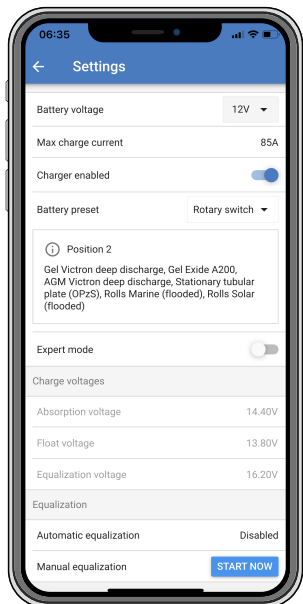 06:35
Settings
Battery voltage 12V
Max charge current 85A
Charger enabled
Battery preset Rotary switch
Position 2
Gel Victron deep discharge, Gel Exide A200,
AGM Victron deep discharge, Stationary tubular
plate (OPzS), Rolls Marine (flooded), Rolls Solar
(flooded)
Expert mode
Charge voltages
Absorption voltage 14.40V
Float voltage 13.80V
Equalization voltage 16.20V
Equalization
Automatic equalization Disabled
Manual equalization START NOW